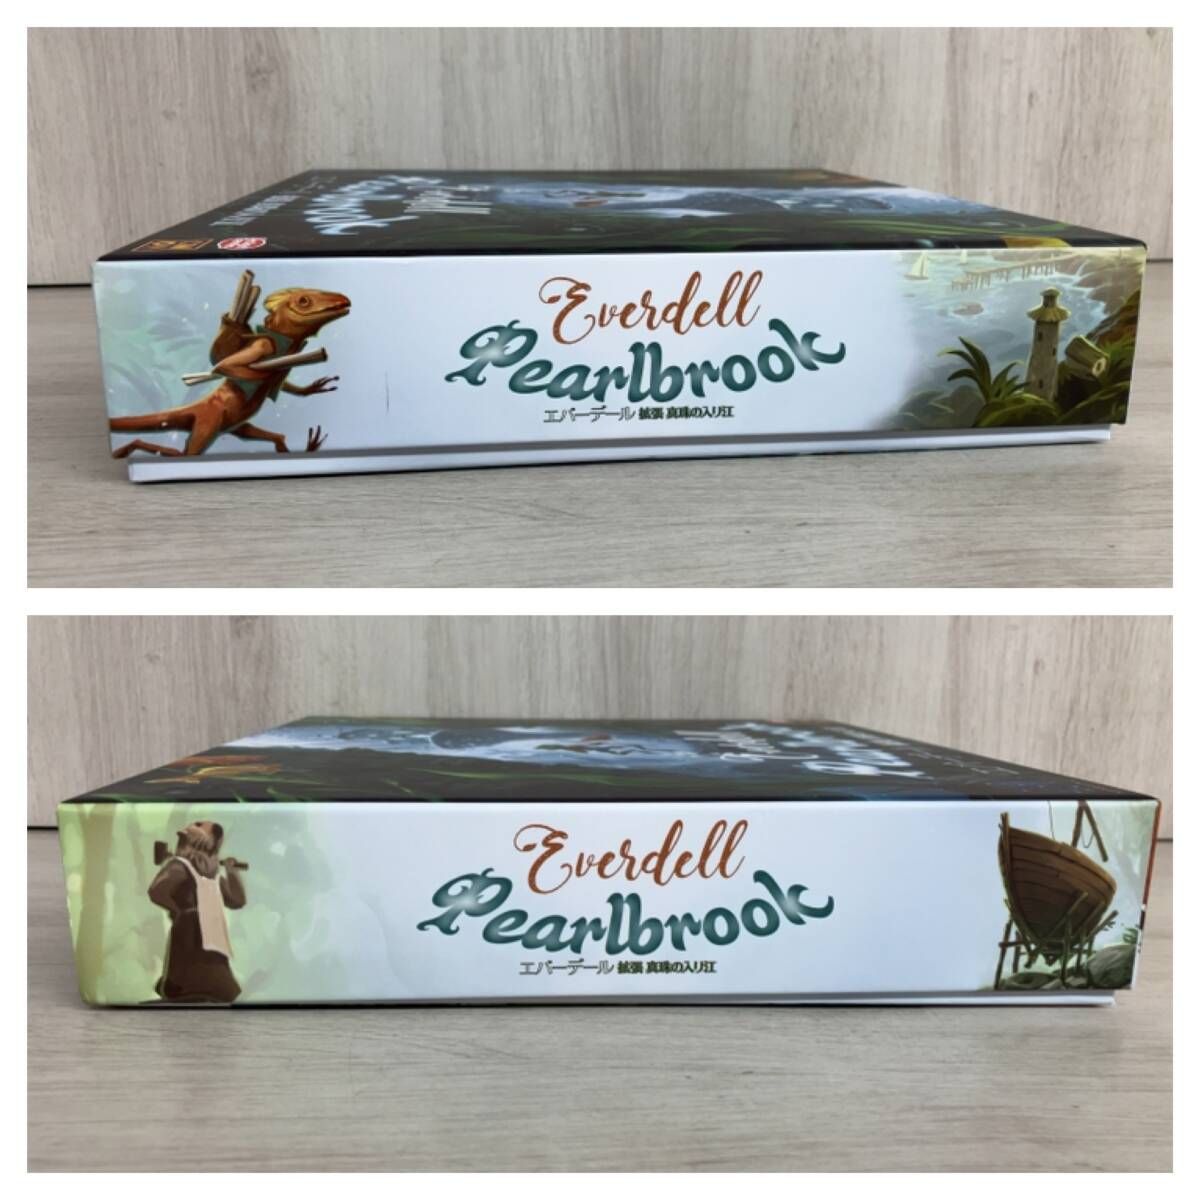 Everdell
Pearlbrook
エバーデール 拡張 真珠の入り江
Everdell
Pearlbrook
エバーデール 拡張 真珠の入り江